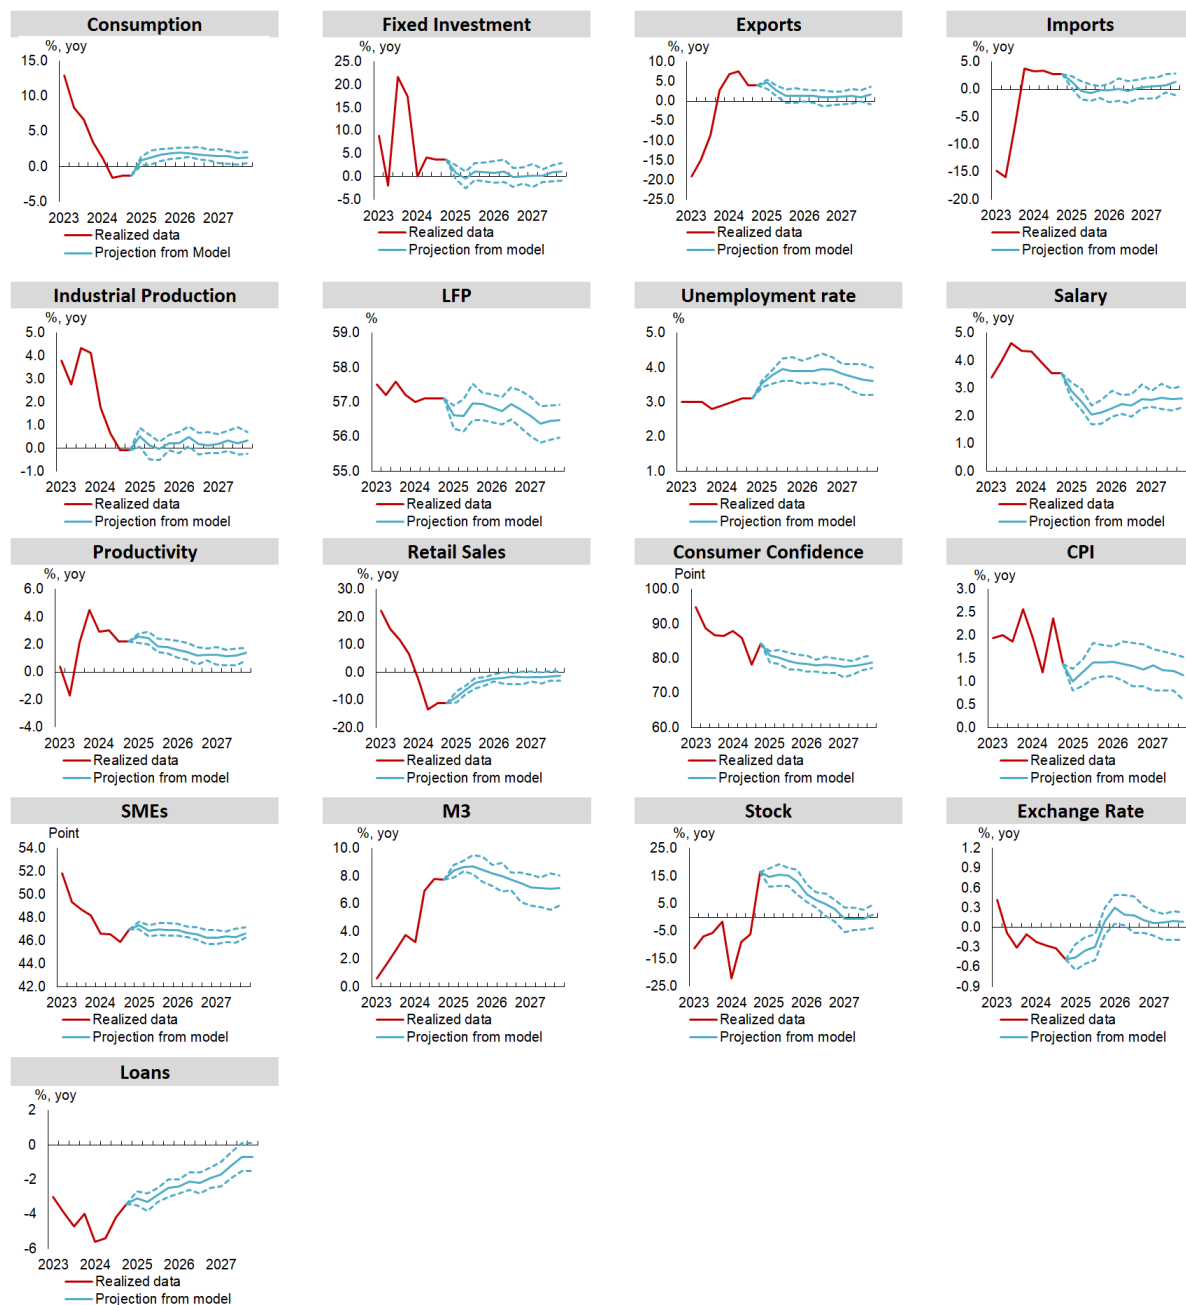 Consumption
%, yoy
15.0
10.0
5.0
0.0
-5.0
2023 2024 2025 2026 2027
Realized data
Projection from Model
Fixed Investment
%, yoy
25.0
20.0
15.0
10.0
5.0
0.0
-5.0
2023 2024 2025 2026 2027
Realized data
Projection from model
Exports
%, yoy
10.0
5.0
0.0
-5.0
-10.0
-15.0
-20.0
-25.0
2023 2024 2025 2026 2027
Realized data
Projection from model
Imports
%, yoy
5.0
0.0
-5.0
-10.0
-15.0
-20.0
2023 2024 2025 2026 2027
Realized data
Projection from model
Industrial Production
%, yoy
5.0
4.0
3.0
2.0
1.0
0.0
-1.0
2023 2024 2025 2026 2027
Realized data
Projection from model
LFP
%
59.0
58.0
57.0
56.0
55.0
2023 2024 2025 2026 2027
Realized data
Projection from model
Unemployment rate
%
5.0
4.0
3.0
2.0
1.0
2023 2024 2025 2026 2027
Realized data
Projection from model
Salary
%, yoy
5.0
4.0
3.0
2.0
1.0
0.0
2023 2024 2025 2026 2027
Realized data
Projection from model
Productivity
%, yoy
6.0
4.0
2.0
0.0
-2.0
-4.0
2023 2024 2025 2026 2027
Realized data
Projection from model
Retail Sales
%, yoy
30.0
20.0
10.0
0.0
-10.0
-20.0
2023 2024 2025 2026 2027
Realized data
Projection from model
Consumer Confidence
Point
100.0
90.0
80.0
70.0
60.0
2023 2024 2025 2026 2027
Realized data
Projection from model
CPI
%, yoy
3.0
2.5
2.0
1.5
1.0
0.5
0.0
2023 2024 2025 2026 2027
Realized data
Projection from model
SMEs
Point
54.0
52.0
50.0
48.0
46.0
44.0
42.0
2023 2024 2025 2026 2027
Realized data
Projection from model
M3
%, yoy
10.0
8.0
6.0
4.0
2.0
0.0
2023 2024 2025 2026 2027
Realized data
Projection from model
Stock
%, yoy
25.0
15.0
5.0
-5.0
-15.0
-25.0
2023 2024 2025 2026 2027
Realized data
Projection from model
Exchange Rate
%, yoy
1.2
0.9
0.6
0.3
0.0
-0.3
-0.6
-0.9
2023 2024 2025 2026 2027
Realized data
Projection from model
Loans
%, yoy
2
0
-2
-4
-6
2023 2024 2025 2026 2027
Realized data
Projection from model